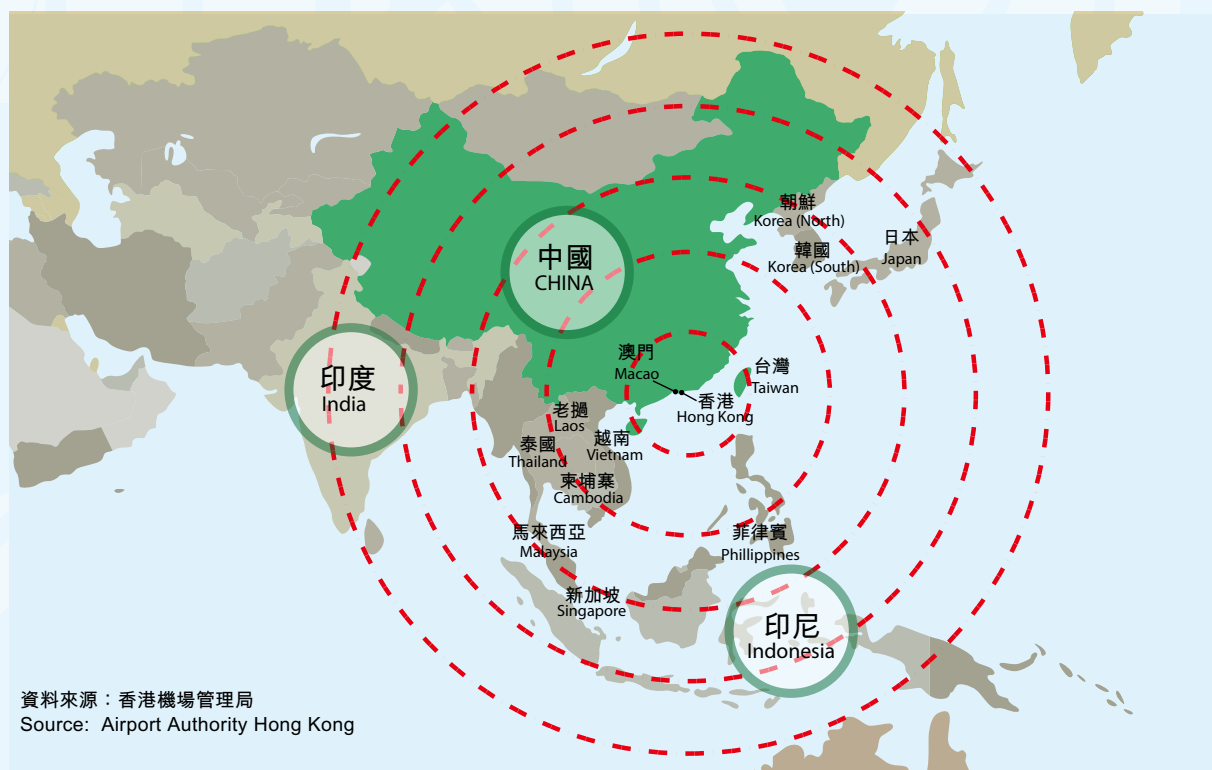 朝鮮
Korea (North)
韓國
Korea (South)
日本
Japan
中國
CHINA
澳門
Macao
台灣
Taiwan
香港
Hong Kong
印度
India
老撾
Laos
越南
Vietnam
泰國
Thailand
柬埔寨
Cambodia
馬來西亞
Malaysia
菲律賓
Phillippines
新加坡
Singapore
印尼
Indonesia
資料來源：香港機場管理局
Source: Airport Authority Hong Kong